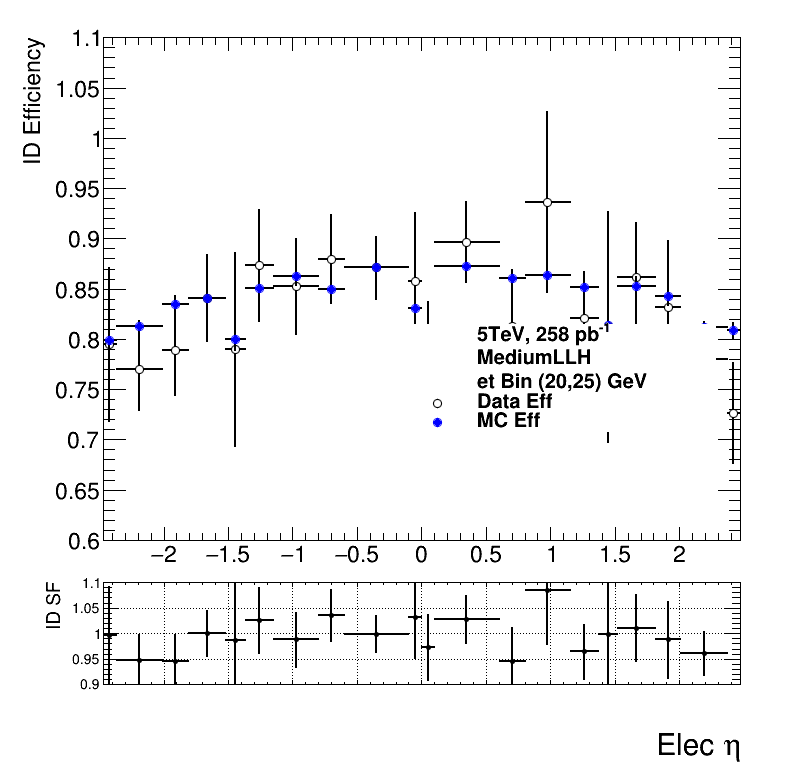 ID Efficiency
1.1
1.05
1
0.95
0.9
0.85
0.8
0.75
0.7
0.65
0.6
5TeV, 258 pb⁻¹
MediumLLH
et Bin (20,25) GeV
Data Eff
MC Eff
−2 −1.5 −1 −0.5 0 0.5 1 1.5 2
ID SF
1.1
1.05
1
0.95
0.9
Elec η